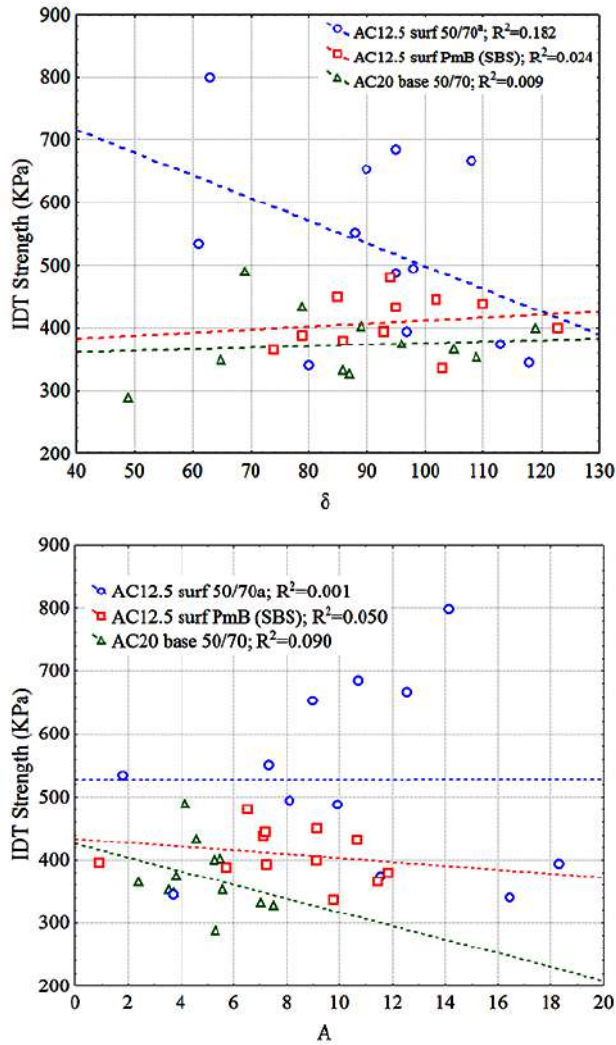 AC12.5 surf 50/70ª; R²=0.182
AC12.5 surf PmB (SBS); R²=0.024
AC20 base 50/70; R²=0.009
900
800
700
600
500
400
300
200
IDT Strength (KPa)
40 50 60 70 80 90 100 110 120 130
δ
AC12.5 surf 50/70a; R²=0.001
AC12.5 surf PmB (SBS); R²=0.050
AC20 base 50/70; R²=0.090
900
800
700
600
500
400
300
200
IDT Strength (KPa)
0 2 4 6 8 10 12 14 16 18 20
A